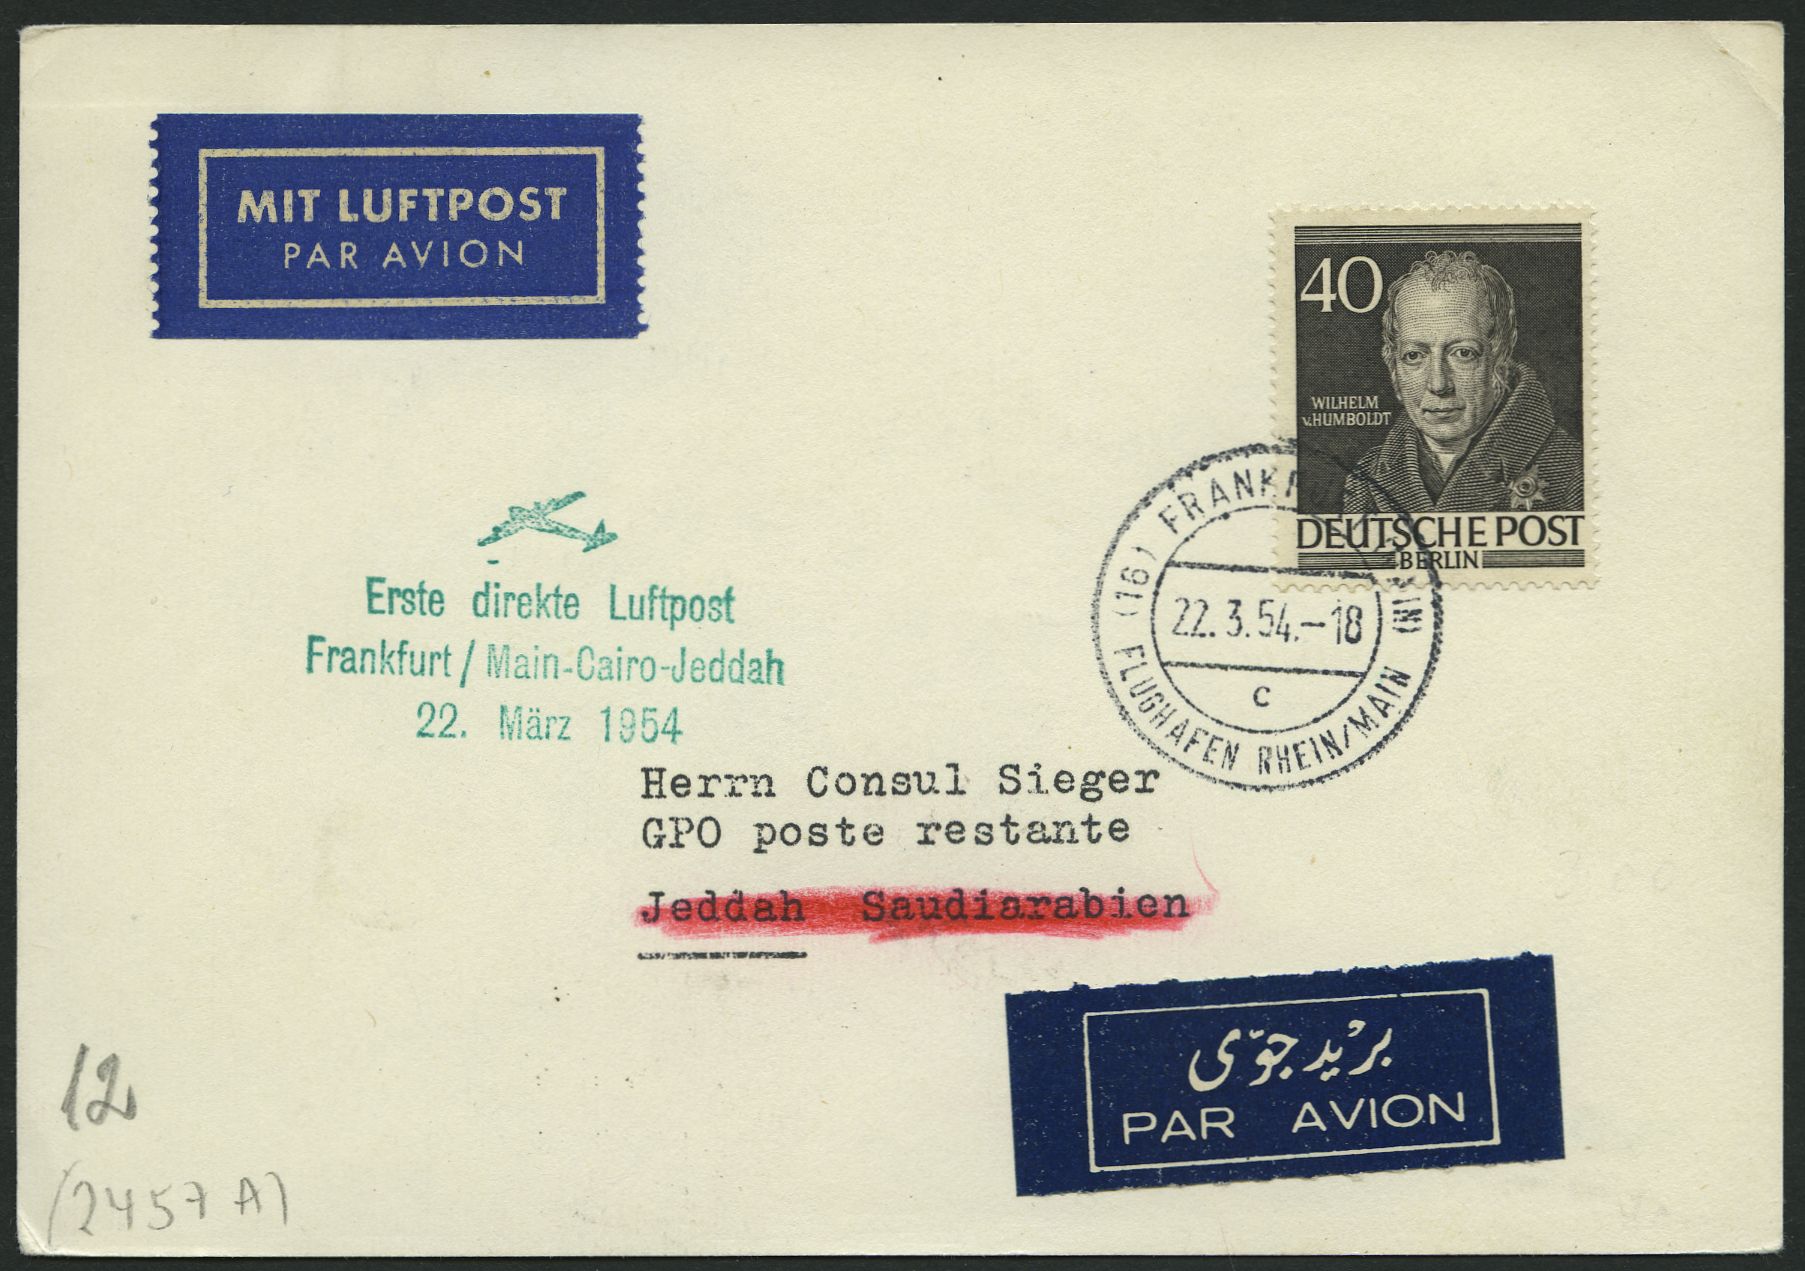 MIT LUFTPOST
PAR AVION
40
WILHELM
v.HUMBOLDT
DEUTSCHE POST
BERLIN
(16) FRANKF
22.3.54.-18
c
FLUGHAFEN RHEIN/MAIN
Erste direkte Luftpost
Frankfurt / Main-Cairo-Jeddah
22. März 1954
Herrn Consul Sieger
GPO poste restante
Jeddah Saudiarabien
بريد جوّى
PAR AVION
12
(2457 A)